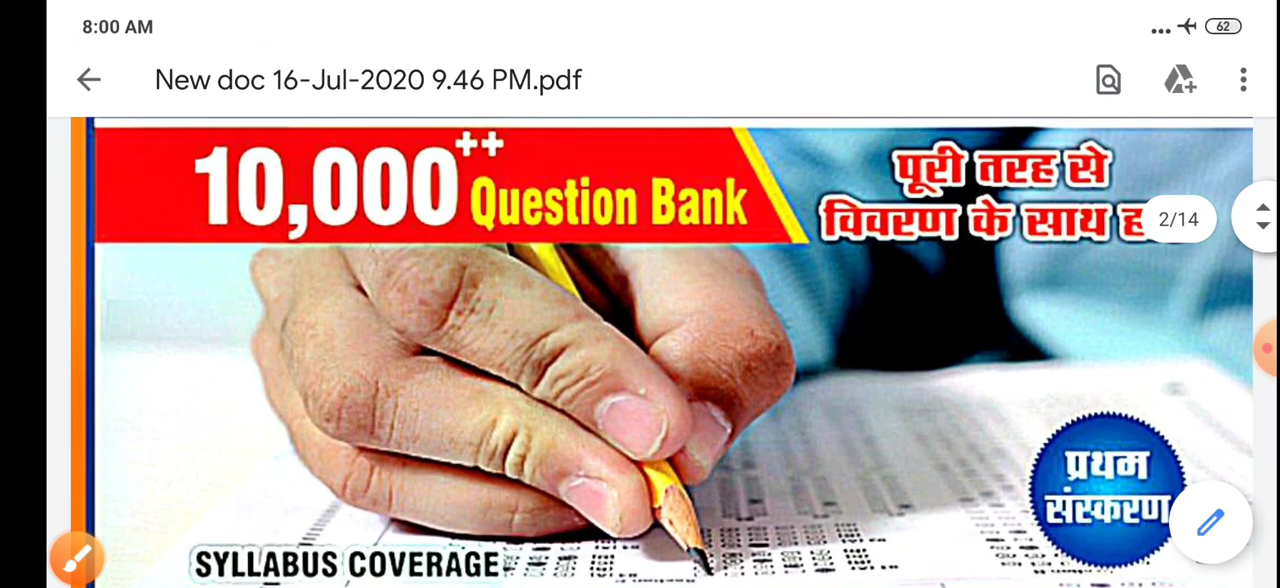 8:00 AM
62
New doc 16-Jul-2020 9.46 PM.pdf
10,000++ Question Bank
पूरी तरह से
विवरण के साथ
2/14
प्रथम
संस्करण
SYLLABUS COVERAGE